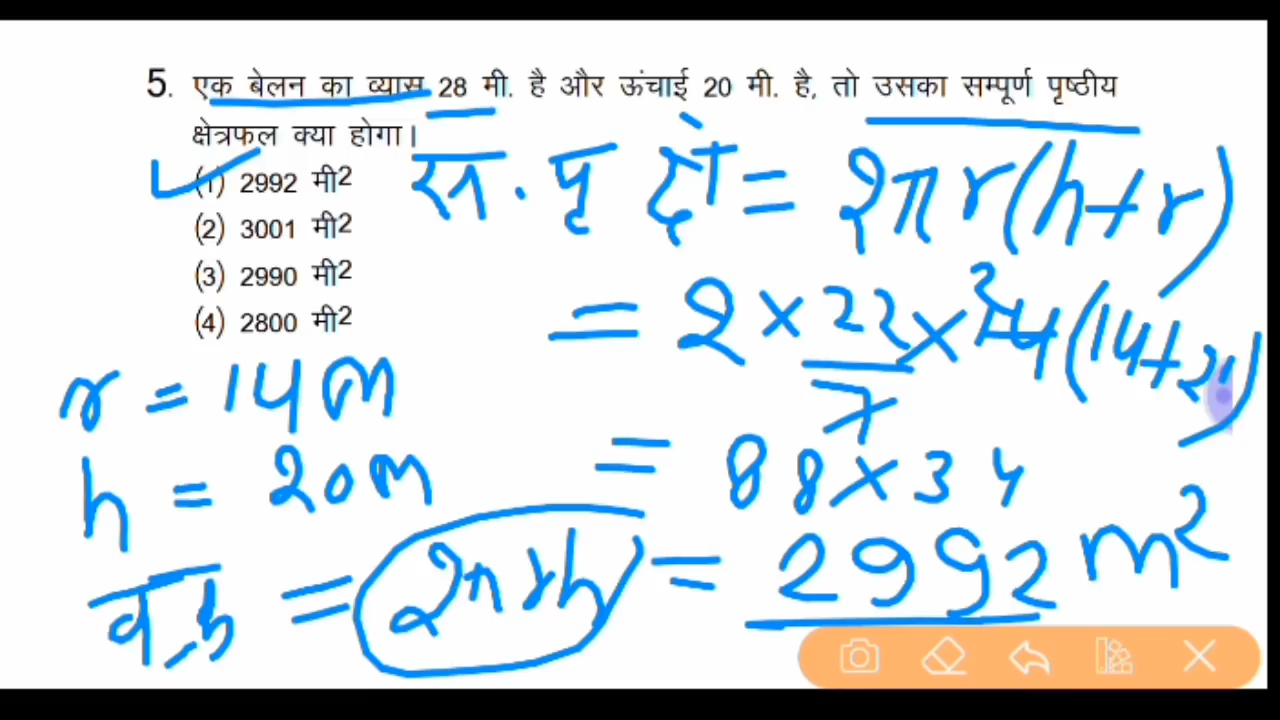 5. एक बेलन का व्यास 28 मी. है और ऊंचाई 20 मी. है, तो उसका सम्पूर्ण पृष्ठीय
क्षेत्रफल क्या होगा।
(1) 2992 मी2
(2) 3001 मी2
(3) 2990 मी2
(4) 2800 मी2
स. पृ क्षे = 2πr(h+r)
= 2 × 22/7 × 14 2 (14+20)
r = 14m
= 88×34
h = 20m
= 2992 m2
= 2πrh